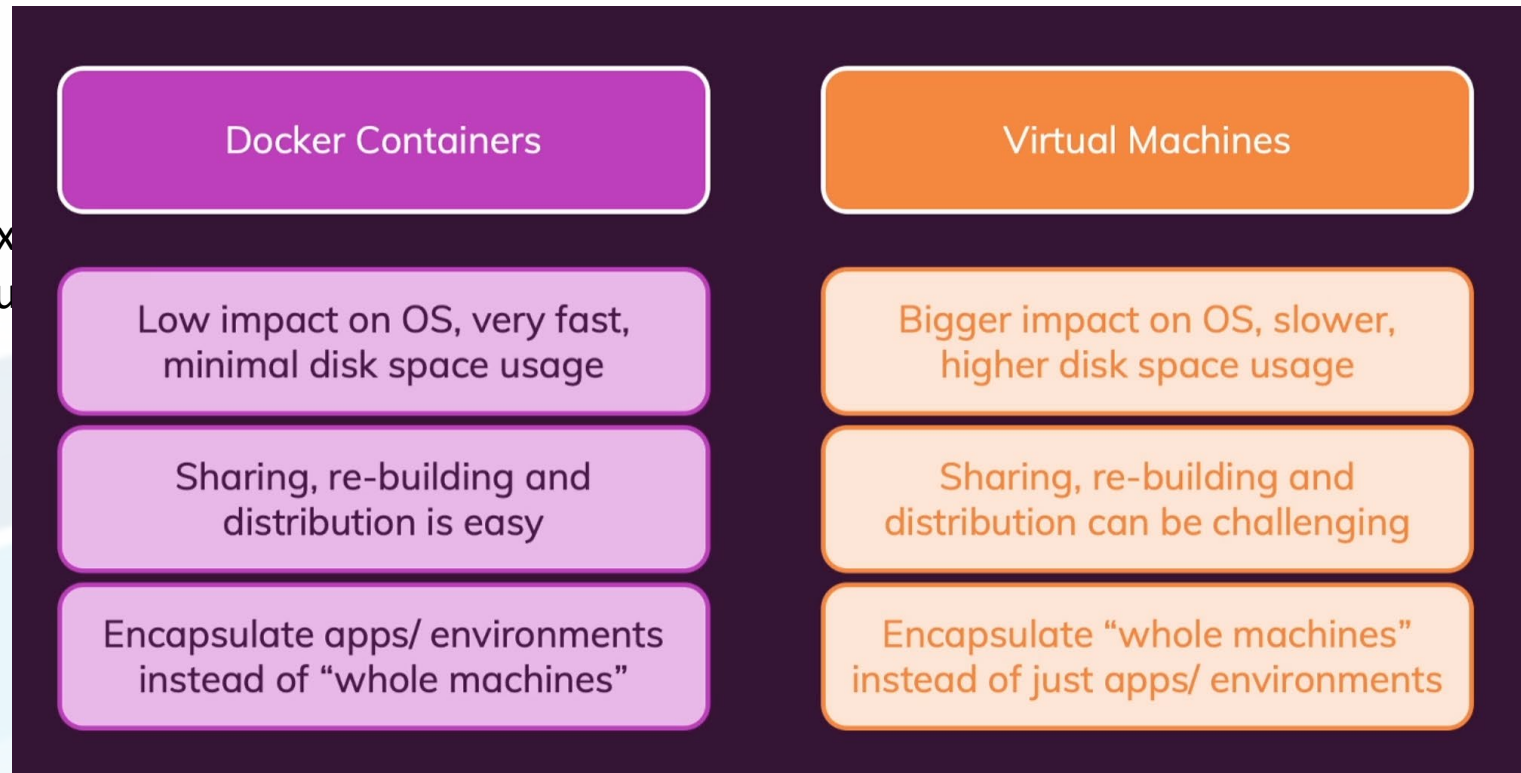 Docker Containers
Low impact on OS, very fast,
minimal disk space usage
Sharing, re-building and
distribution is easy
Encapsulate apps/ environments
instead of “whole machines”
Virtual Machines
Bigger impact on OS, slower,
higher disk space usage
Sharing, re-building and
distribution can be challenging
Encapsulate “whole machines”
instead of just apps/ environments